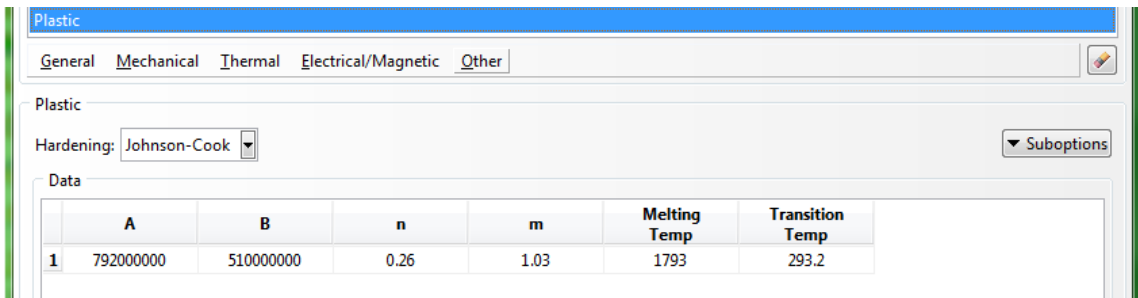 Plastic
General Mechanical Thermal Electrical/Magnetic Other
Plastic
Hardening: Johnson-Cook Suboptions
Data
A B n m Melting Temp Transition Temp
1 792000000 510000000 0.26 1.03 1793 293.2